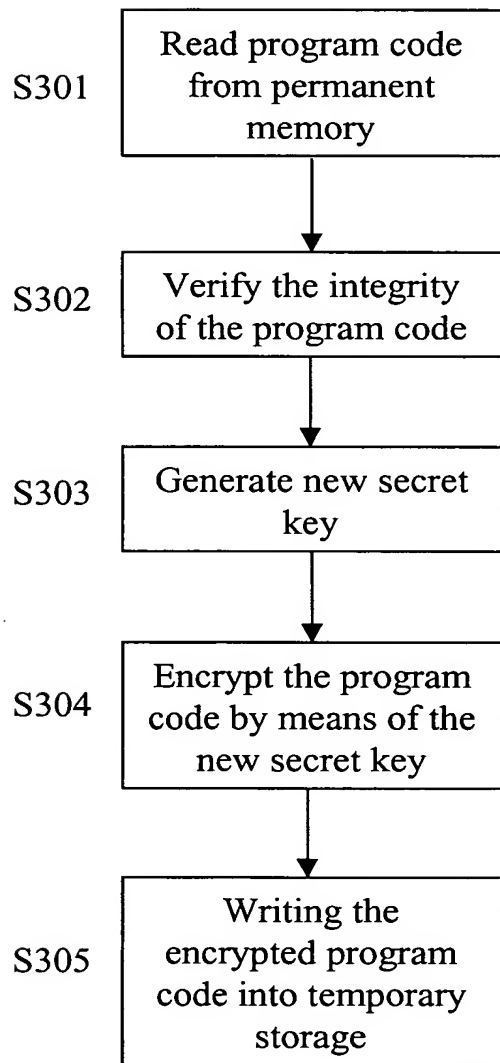 S301
Read program code
from permanent
memory
S302
Verify the integrity
of the program code
S303
Generate new secret
key
S304
Encrypt the program
code by means of the
new secret key
S305
Writing the
encrypted program
code into temporary
storage